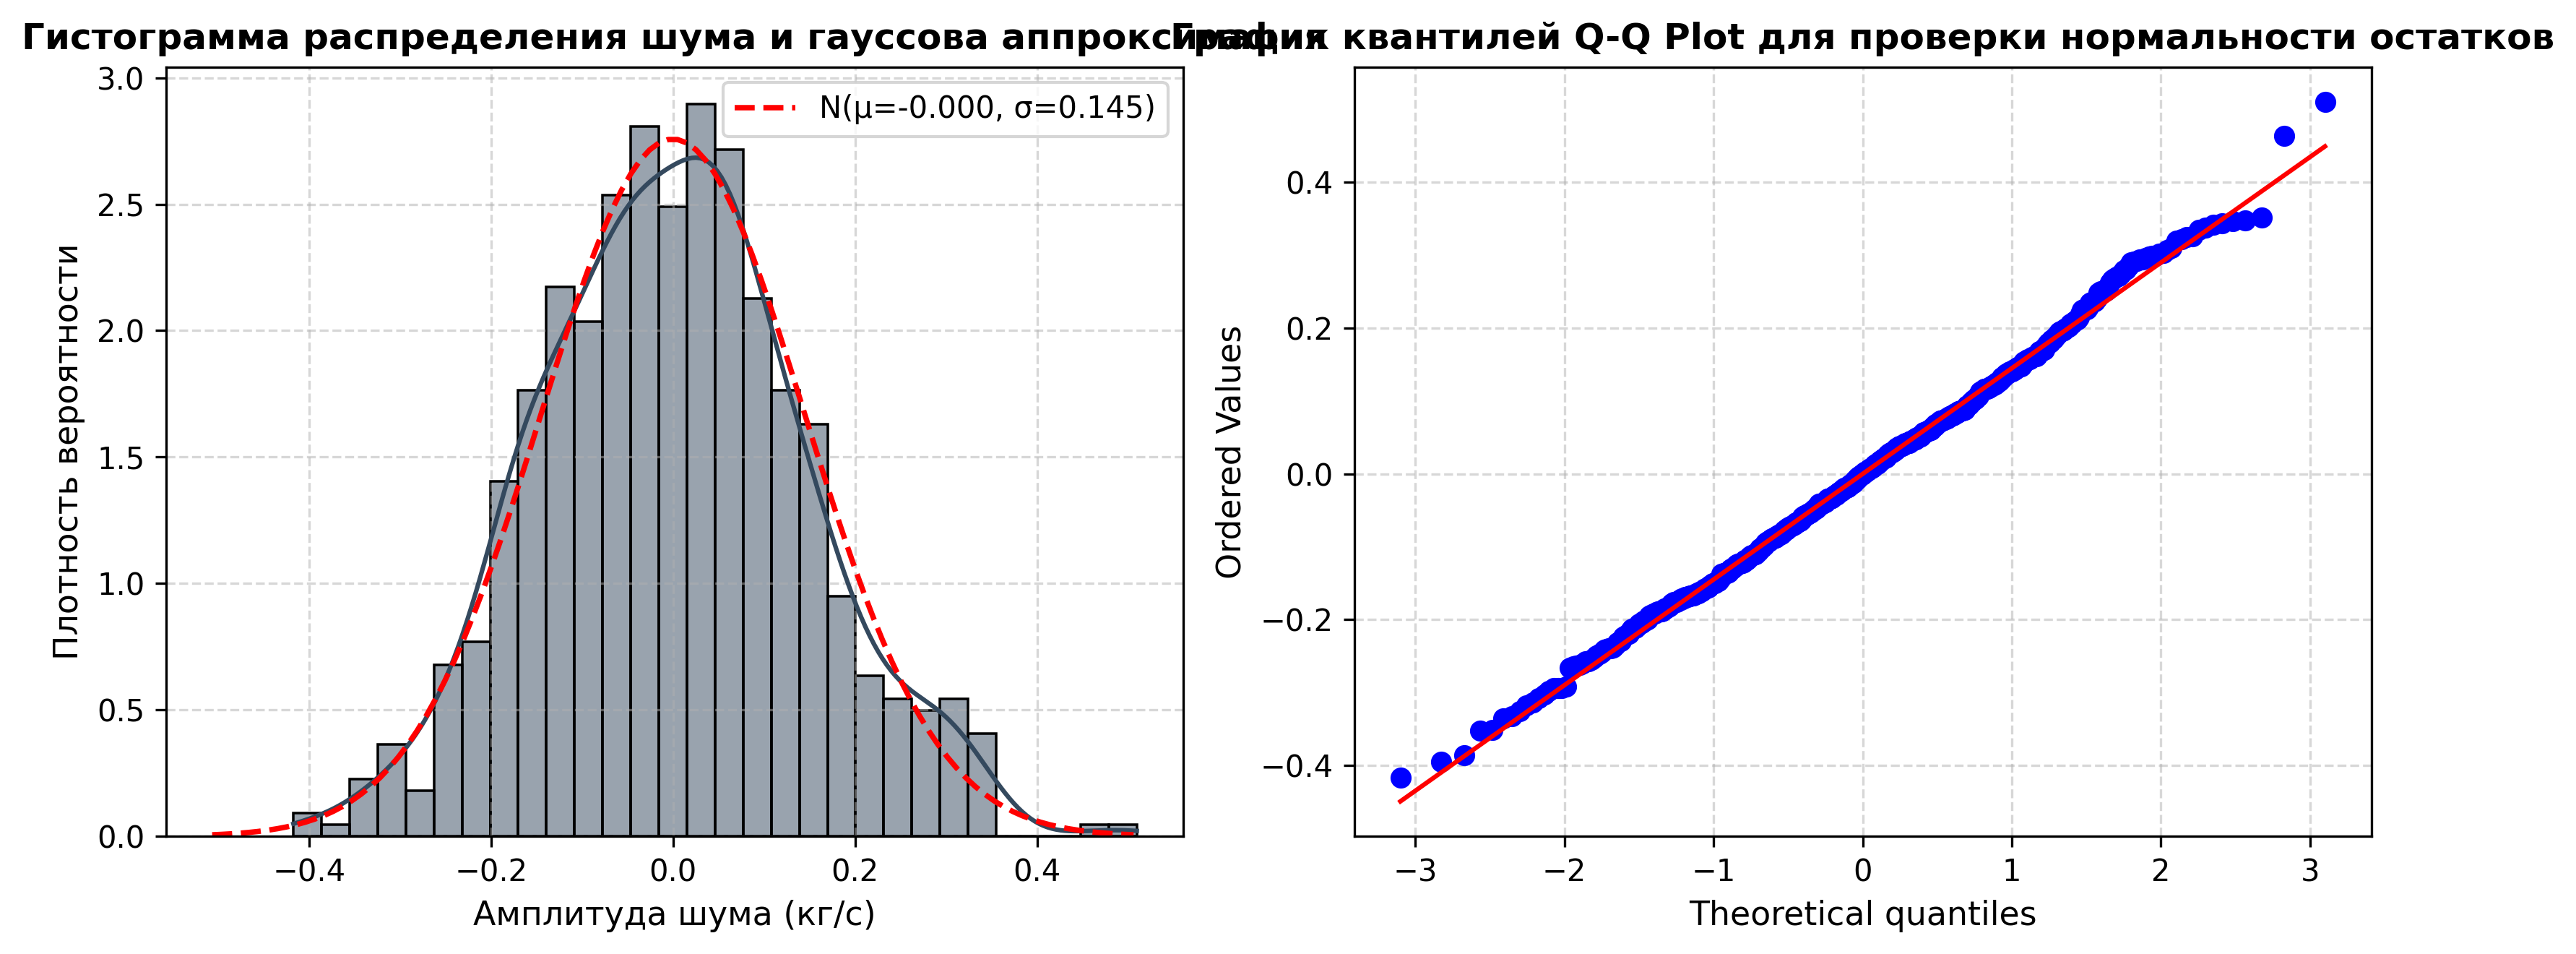 Гистограмма распределения шума и гауссова аппроксимация
График квантилей Q-Q Plot для проверки нормальности остатков
3.0
2.5
2.0
1.5
1.0
0.5
0.0
Плотность вероятности
N(μ=-0.000, σ=0.145)
−0.4 −0.2 0.0 0.2 0.4
Амплитуда шума (кг/с)
0.4
0.2
0.0
−0.2
−0.4
Ordered Values
−3 −2 −1 0 1 2 3
Theoretical quantiles